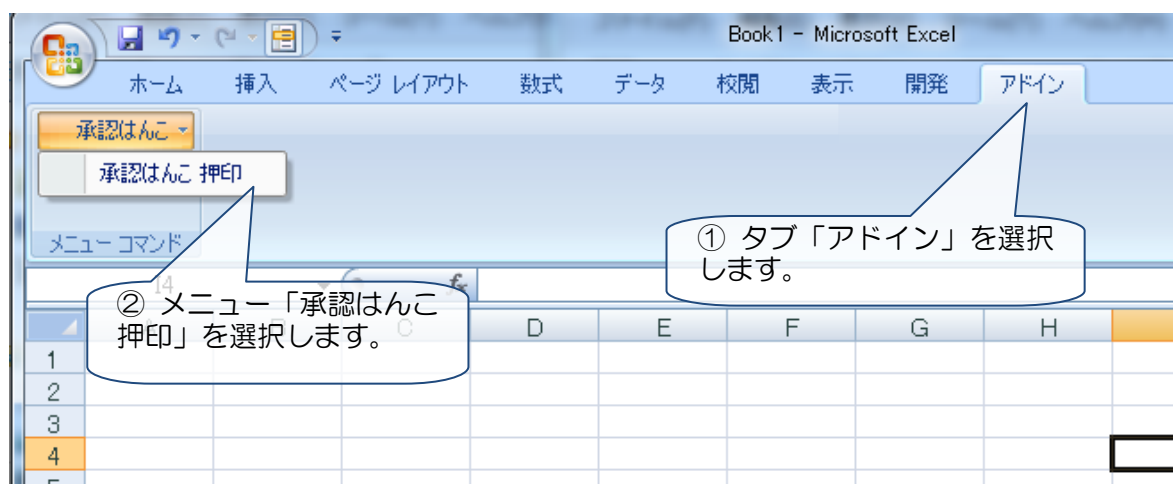 Book1 - Microsoft Excel
ホーム 挿入 ページ レイアウト 数式 データ 校閲 表示 開発 アドイン
承認はんこ
承認はんこ 押印
メニュー コマンド
① タブ「アドイン」を選択
します。
I4 fx
② メニュー「承認はんこ
押印」を選択します。
C D E F G H
1
2
3
4
5